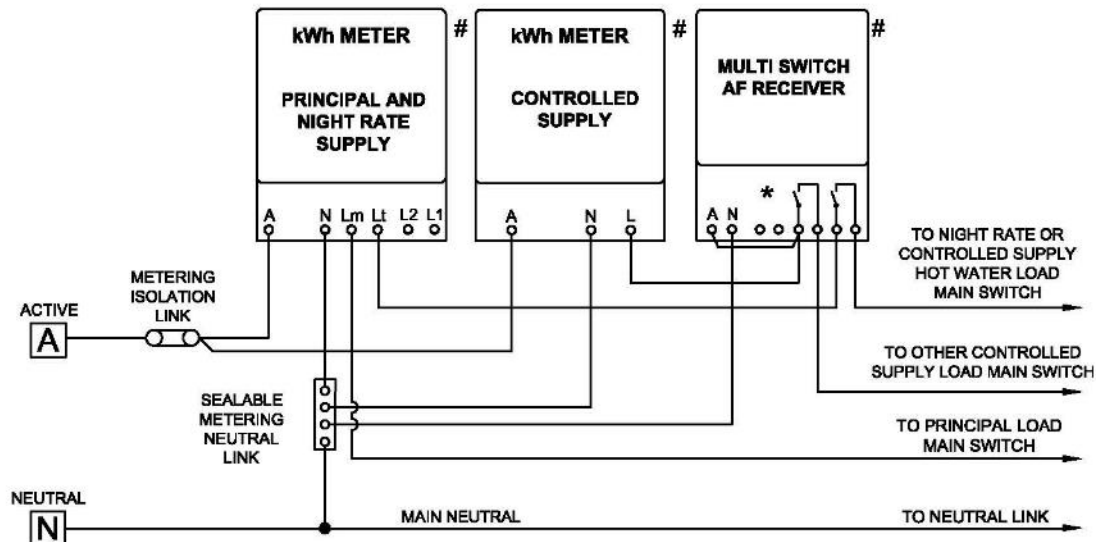 kWh METER
#
PRINCIPAL AND
NIGHT RATE
SUPPLY
kWh METER
#
CONTROLLED
SUPPLY
MULTI SWITCH
AF RECEIVER
#
A
N
Lm
Lt
L2
L1
A
N
L
A
N
*
TO NIGHT RATE OR
CONTROLLED SUPPLY
HOT WATER LOAD
MAIN SWITCH
METERING
ISOLATION
LINK
ACTIVE
A
TO OTHER CONTROLLED
SUPPLY LOAD MAIN SWITCH
SEALABLE
METERING
NEUTRAL
LINK
TO PRINCIPAL LOAD
MAIN SWITCH
NEUTRAL
N
MAIN NEUTRAL
TO NEUTRAL LINK